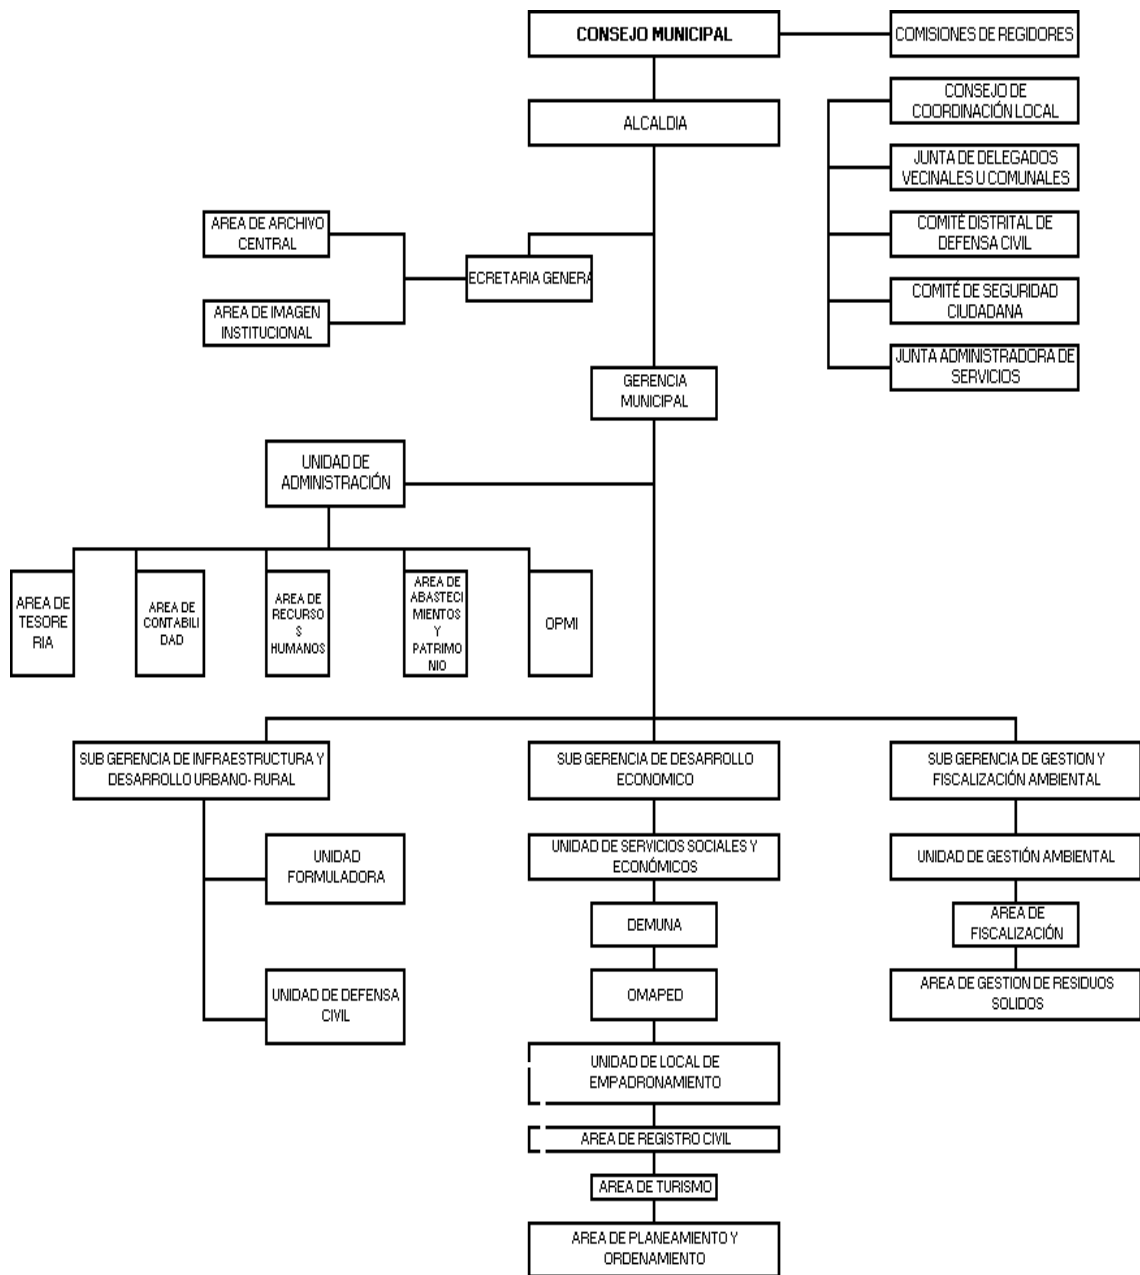 CONSEJO MUNICIPAL
COMISIONES DE REGIDORES
ALCALDIA
CONSEJO DE
COORDINACIÓN LOCAL
JUNTA DE DELEGADOS
VECINALES U COMUNALES
COMITÉ DISTRITAL DE
DEFENSA CIVIL
COMITÉ DE SEGURIDAD
CIUDADANA
JUNTA ADMINISTRADORA DE
SERVICIOS
AREA DE ARCHIVO
CENTRAL
ECRETARIA GENERA
AREA DE IMAGEN
INSTITUCIONAL
GERENCIA
MUNICIPAL
UNIDAD DE
ADMINISTRACIÓN
AREA DE
TESORE
RIA
AREA DE
CONTABILI
DAD
AREA DE
RECURSO
S
HUMANOS
AREA DE
ABASTECI
MIENTOS
Y
PATRIMO
NIO
OPMI
SUB GERENCIA DE INFRAESTRUCTURA Y
DESARROLLO URBANO- RURAL
UNIDAD
FORMULADORA
UNIDAD DE DEFENSA
CIVIL
SUB GERENCIA DE DESARROLLO
ECONOMICO
UNIDAD DE SERVICIOS SOCIALES Y
ECONÓMICOS
DEMUNA
OMAPED
UNIDAD DE LOCAL DE
EMPADRONAMIENTO
AREA DE REGISTRO CIVIL
AREA DE TURISMO
AREA DE PLANEAMIENTO Y
ORDENAMIENTO
SUB GERENCIA DE GESTION Y
FISCALIZACIÓN AMBIENTAL
UNIDAD DE GESTIÓN AMBIENTAL
AREA DE
FISCALIZACIÓN
AREA DE GESTION DE RESIDUOS
SOLIDOS